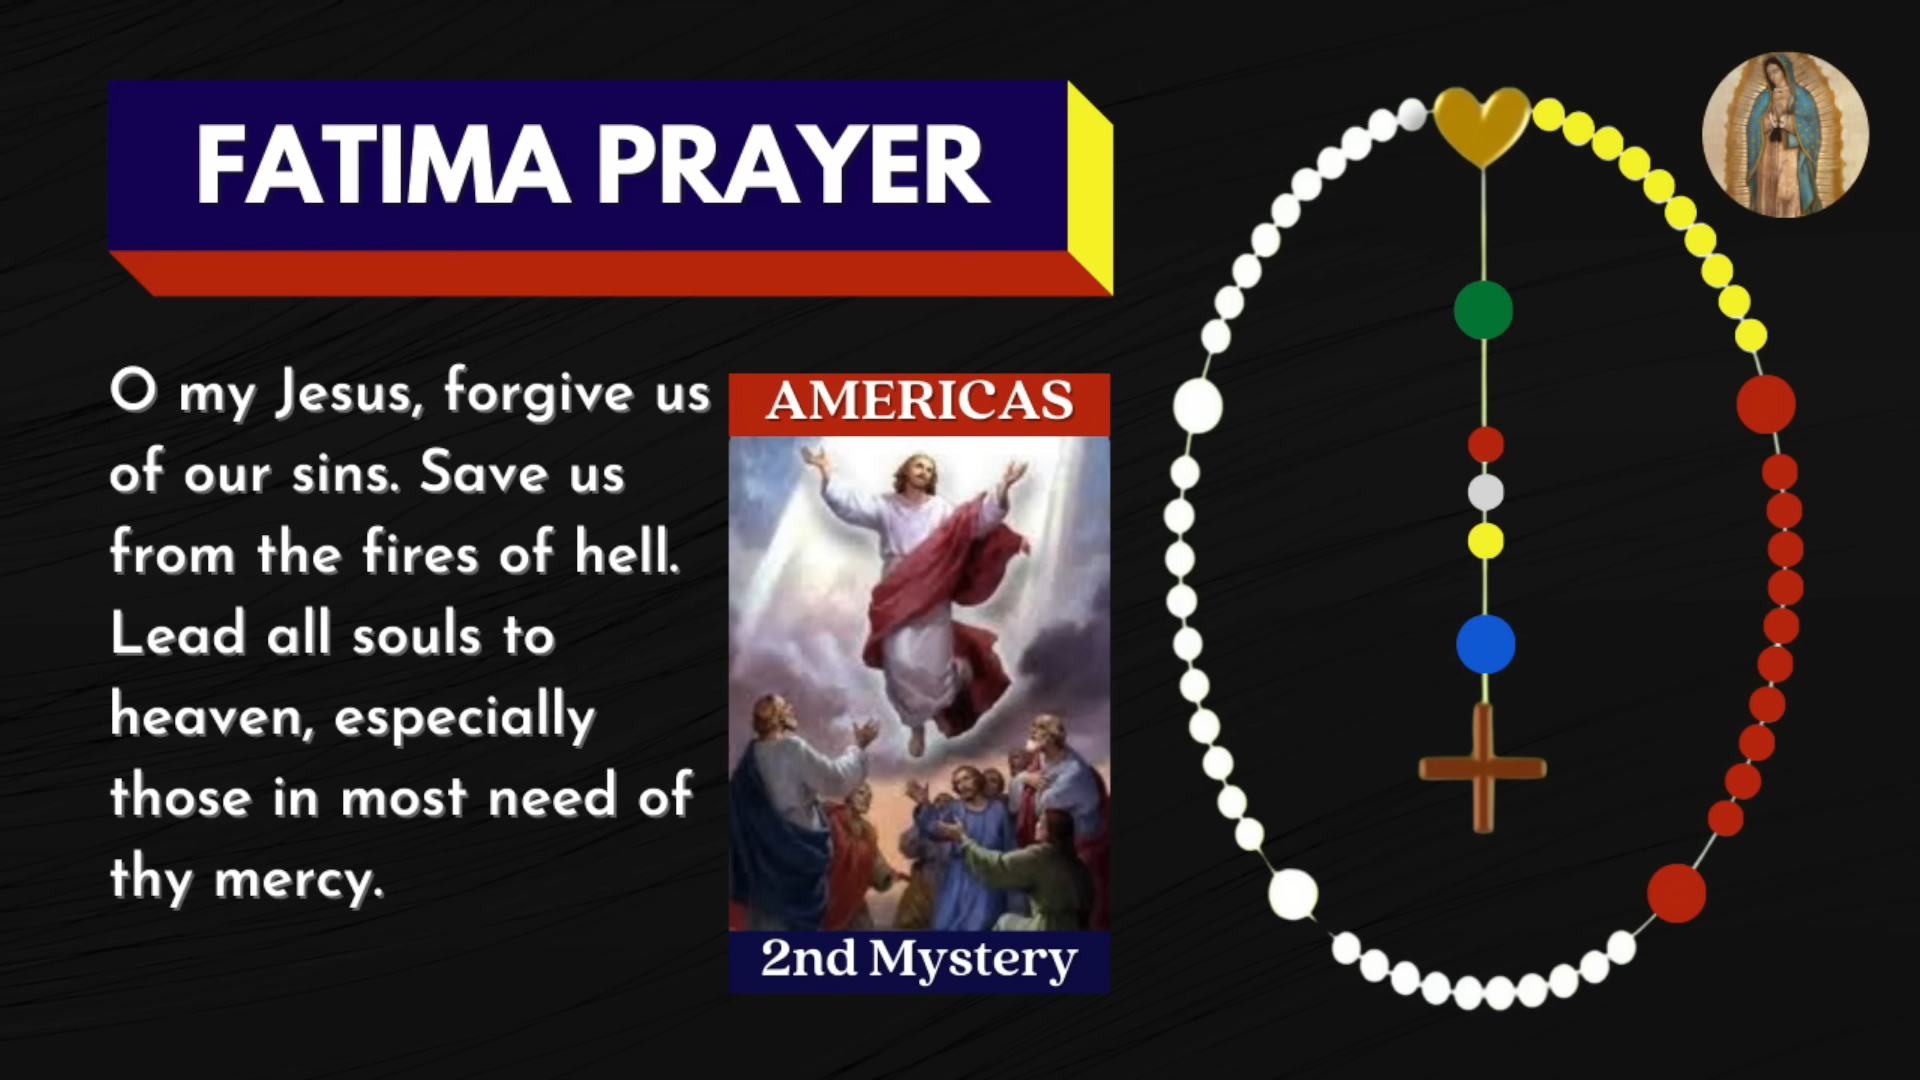 FATIMA PRAYER
O my Jesus, forgive us
of our sins. Save us
from the fires of hell.
Lead all souls to
heaven, especially
those in most need of
thy mercy.
AMERICAS
2nd Mystery